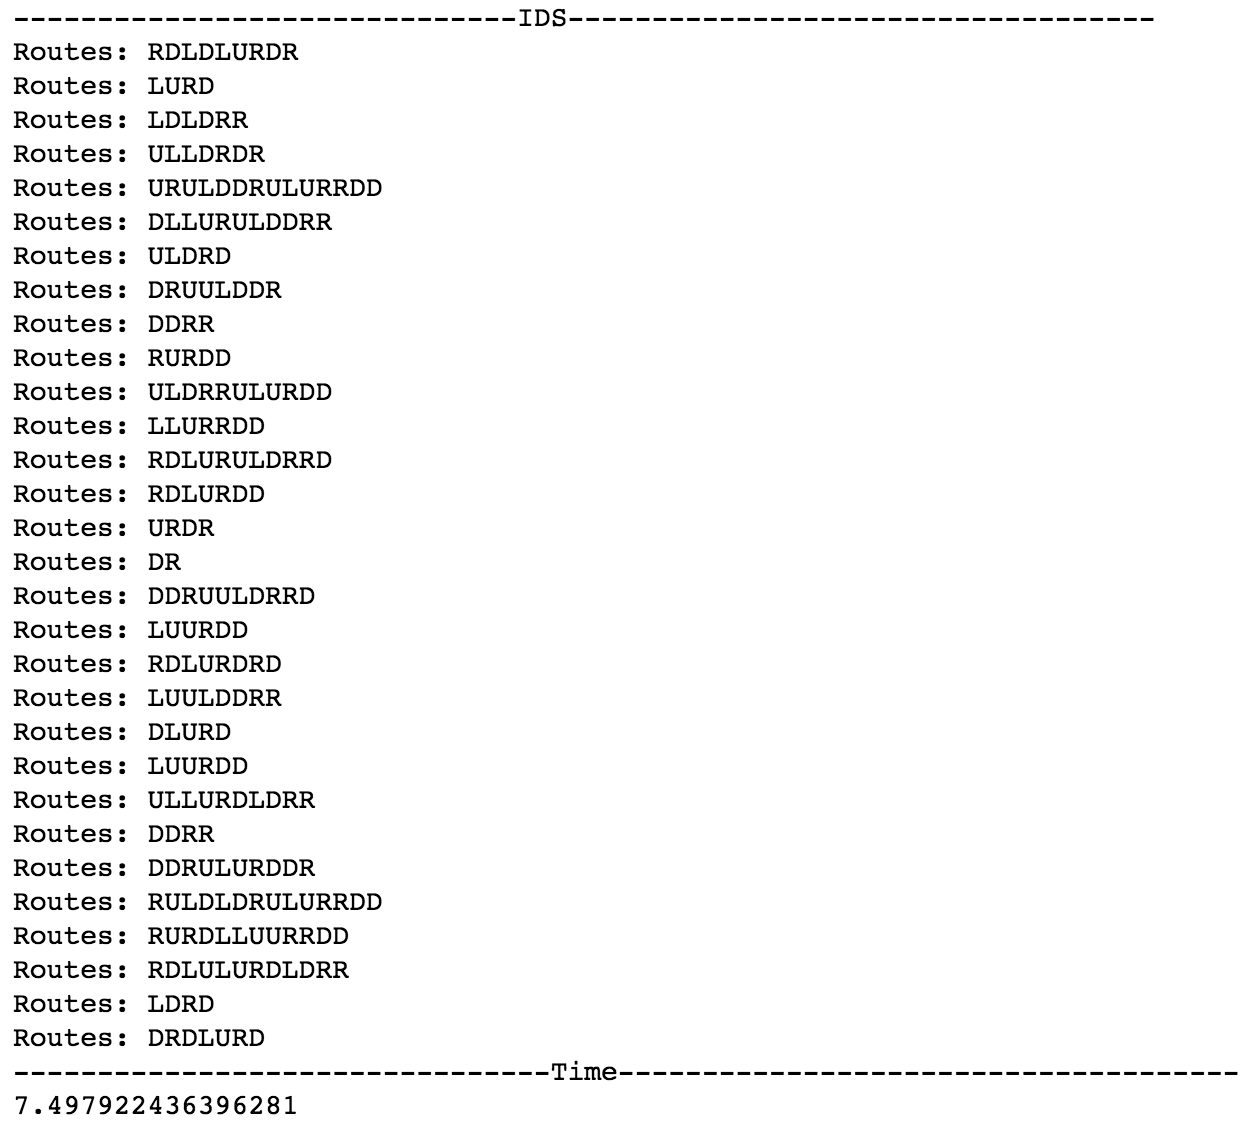 ------------------------------IDS-----------------------------------
Routes: RDLDLURDR
Routes: LURD
Routes: LDLDRR
Routes: ULLDRDR
Routes: URULDDRULURRDD
Routes: DLLURULDDRR
Routes: ULDRD
Routes: DRUULDDR
Routes: DDRR
Routes: RURDD
Routes: ULDRRULURDD
Routes: LLURRDD
Routes: RDLURULDRRD
Routes: RDLURDD
Routes: URDR
Routes: DR
Routes: DDRUULDRRD
Routes: LUURDD
Routes: RDLURDRD
Routes: LUULDDRR
Routes: DLURD
Routes: LUURDD
Routes: ULLURDLDRR
Routes: DDRR
Routes: DDRULURDDR
Routes: RULDLDRULURRDD
Routes: RURDLLUURRDD
Routes: RDLULURDLDRR
Routes: LDRD
Routes: DRDLURD
--------------------------------Time-------------------------------------
7.497922436396281